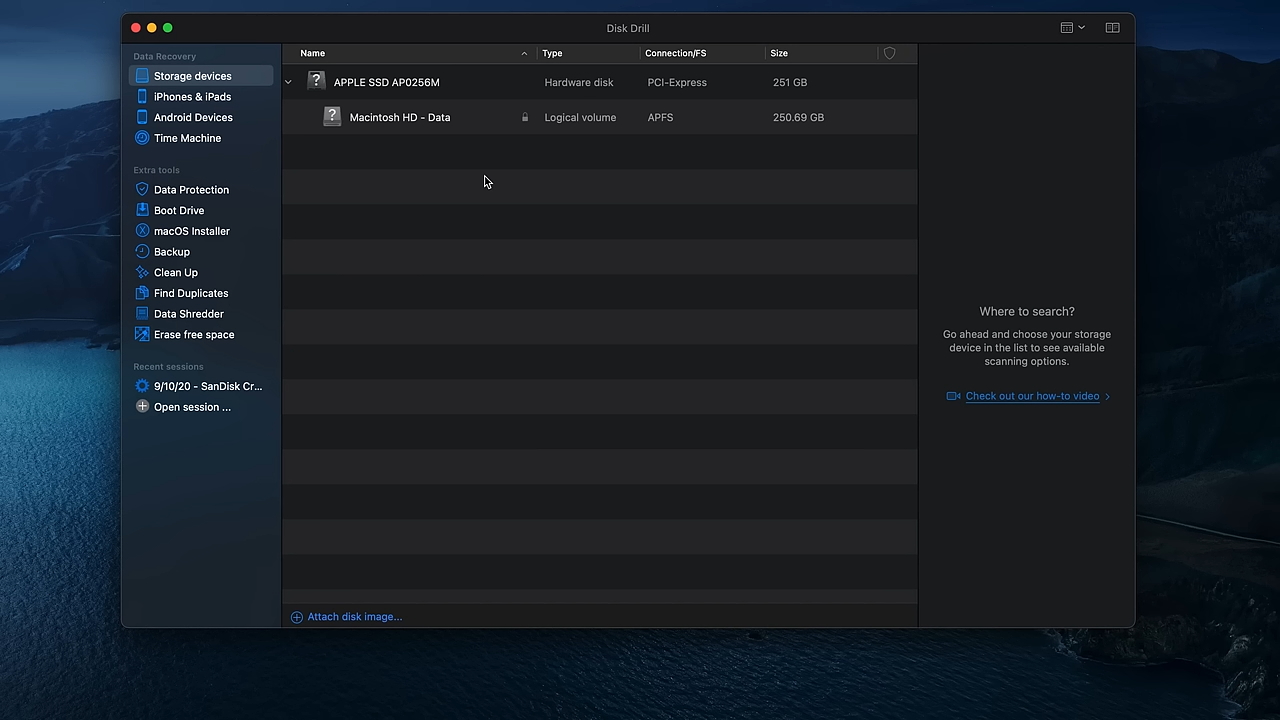 Disk Drill
Data Recovery
Storage devices
iPhones & iPads
Android Devices
Time Machine
Extra tools
Data Protection
Boot Drive
macOS Installer
Backup
Clean Up
Find Duplicates
Data Shredder
Erase free space
Recent sessions
9/10/20 - SanDisk Cr...
Open session ...
Name Type Connection/FS Size
APPLE SSD AP0256M Hardware disk PCI-Express 251 GB
Macintosh HD - Data Logical volume APFS 250.69 GB
Attach disk image...
Where to search?
Go ahead and choose your storage
device in the list to see available
scanning options.
Check out our how-to video